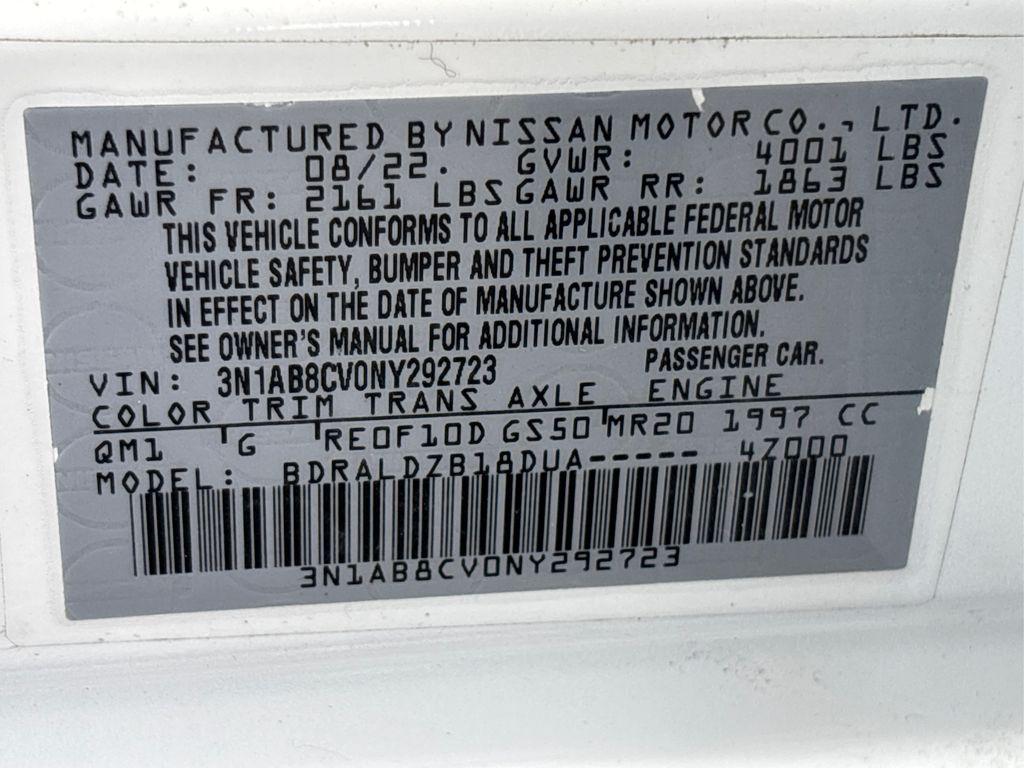 MANUFACTURED BY NISSAN MOTOR CO., LTD.
DATE: 08/22. GVWR: 4001 LBS
GAWR FR: 2161 LBS GAWR RR: 1863 LBS
THIS VEHICLE CONFORMS TO ALL APPLICABLE FEDERAL MOTOR
VEHICLE SAFETY, BUMPER AND THEFT PREVENTION STANDARDS
IN EFFECT ON THE DATE OF MANUFACTURE SHOWN ABOVE.
SEE OWNER'S MANUAL FOR ADDITIONAL INFORMATION.
VIN: 3N1AB8CV0NY292723 PASSENGER CAR.
COLOR TRIM TRANS AXLE ENGINE
QM1 G RE0F10D GS50 MR20 1997 CC
MODEL: BDRALDZB18DUA----- 4Z000
3N1AB8CV0NY292723